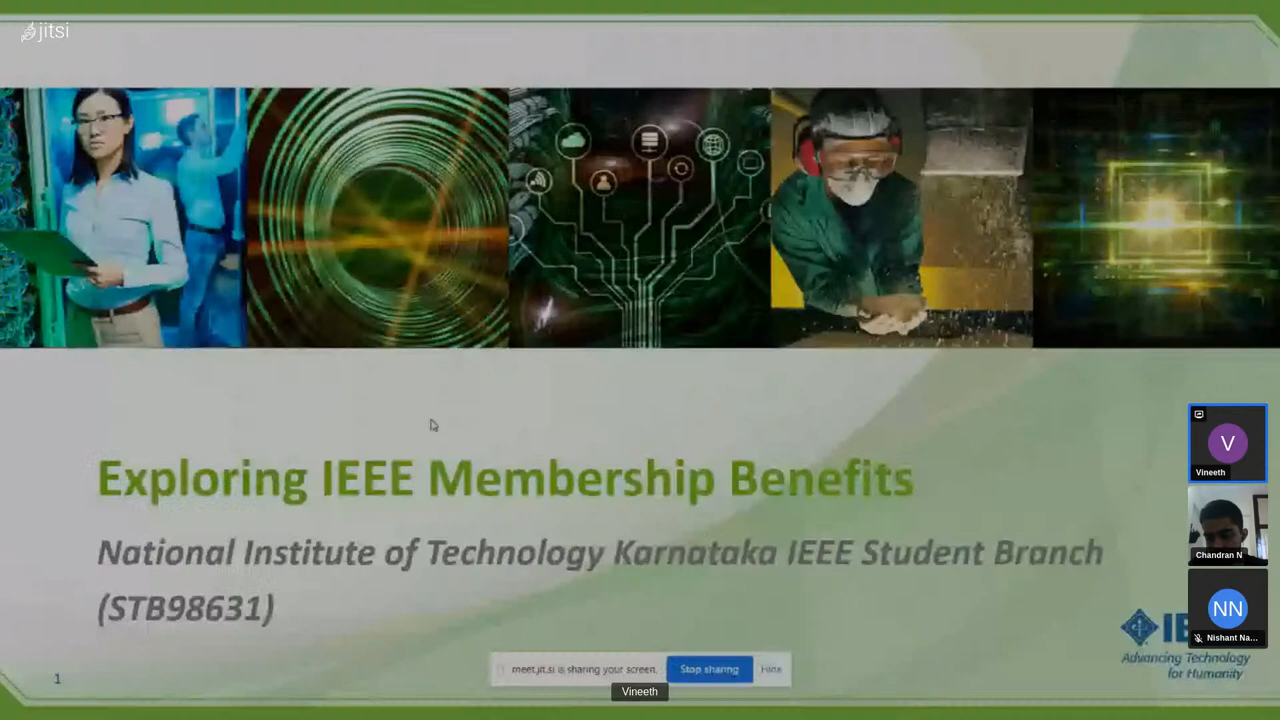 jitsi
Exploring IEEE Membership Benefits
National Institute of Technology Karnataka IEEE Student Branch
(STB98631)
V
Vineeth
Chandran N
NN
Nishant Na...
Advancing Technology
for Humanity
meet.jit.si is sharing your screen.
Stop sharing
Hide
Vineeth
1